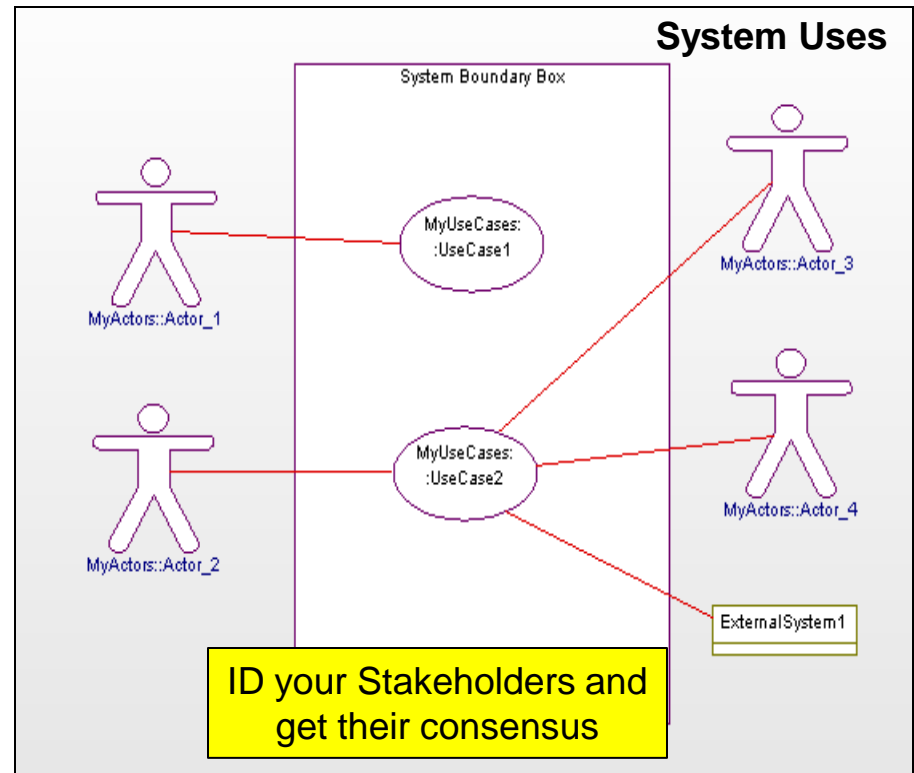 System Uses
System Boundary Box
MyUseCases:
:UseCase1
MyActors::Actor_3
MyActors::Actor_1
MyUseCases:
:UseCase2
MyActors::Actor_4
MyActors::Actor_2
ExternalSystem1
ID your Stakeholders and
get their consensus